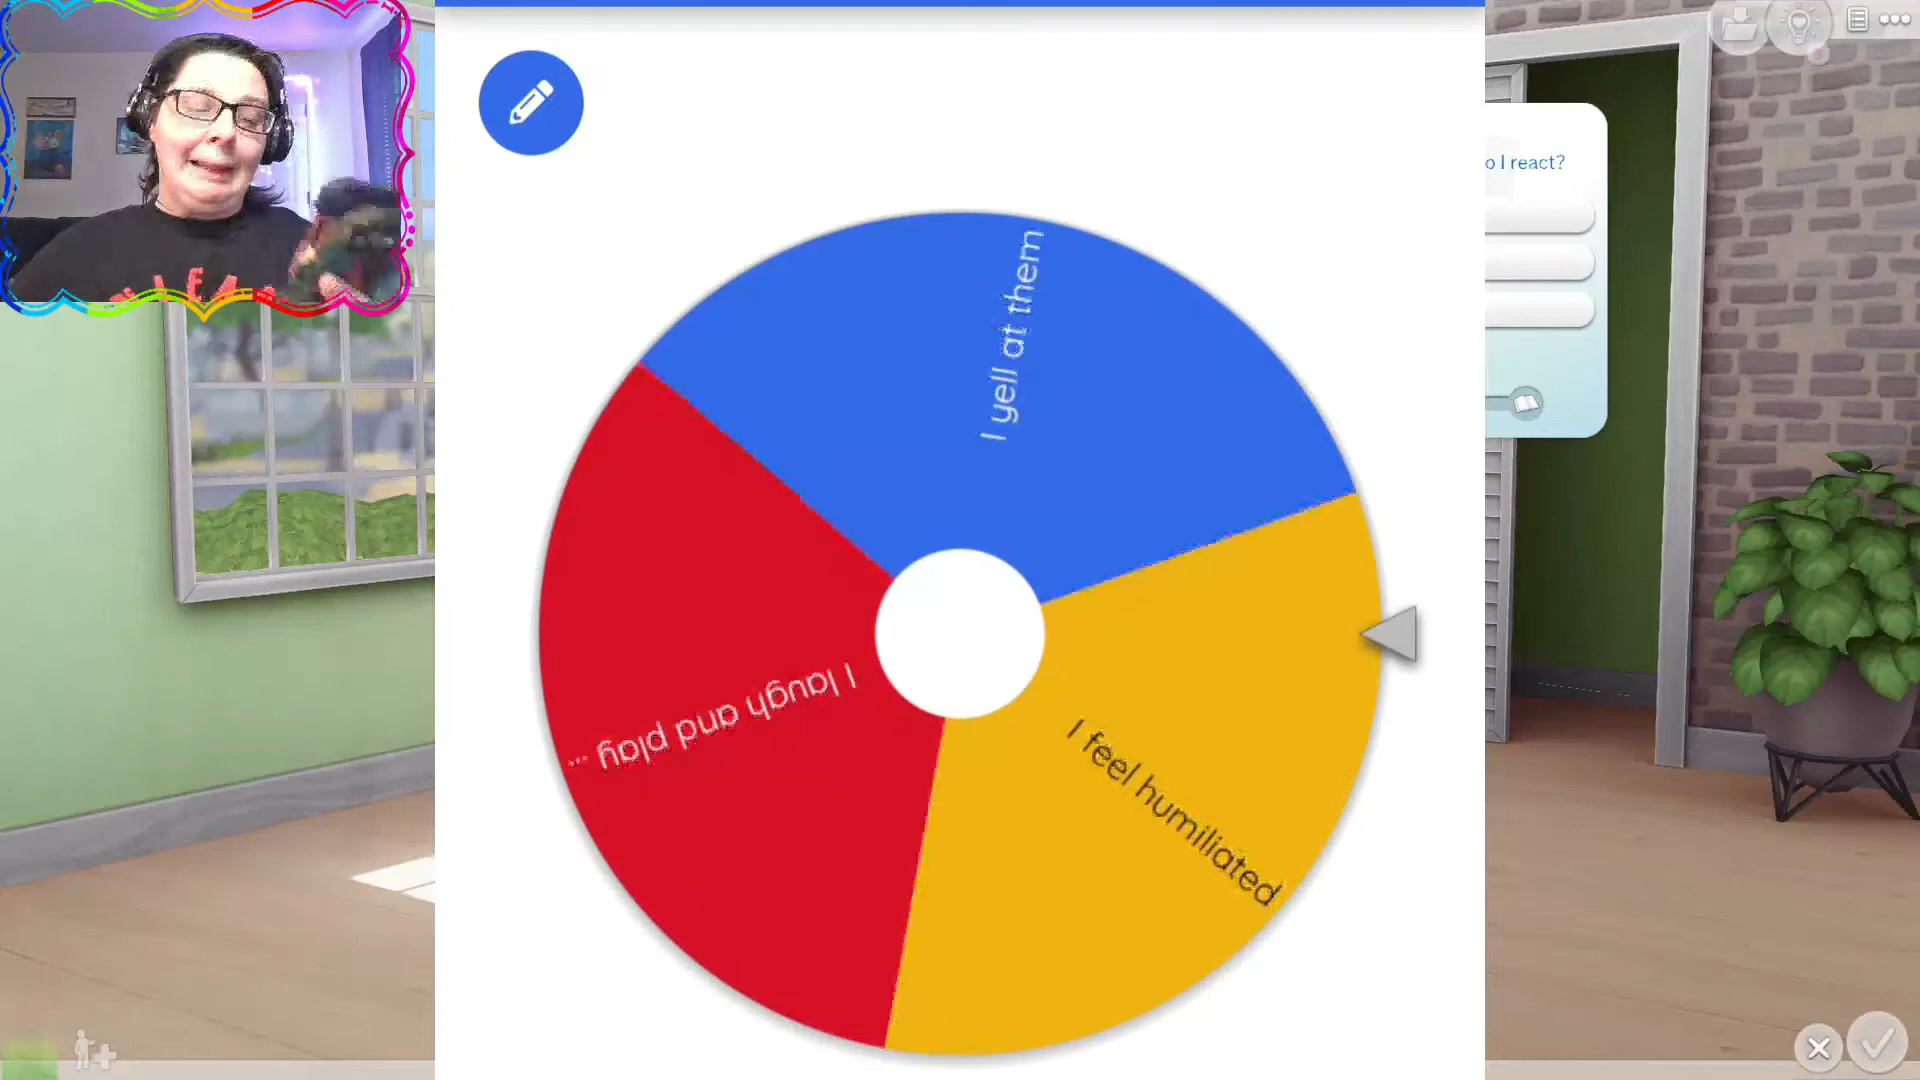 o I react?
I yell at them
I laugh and play ...
I feel humiliated